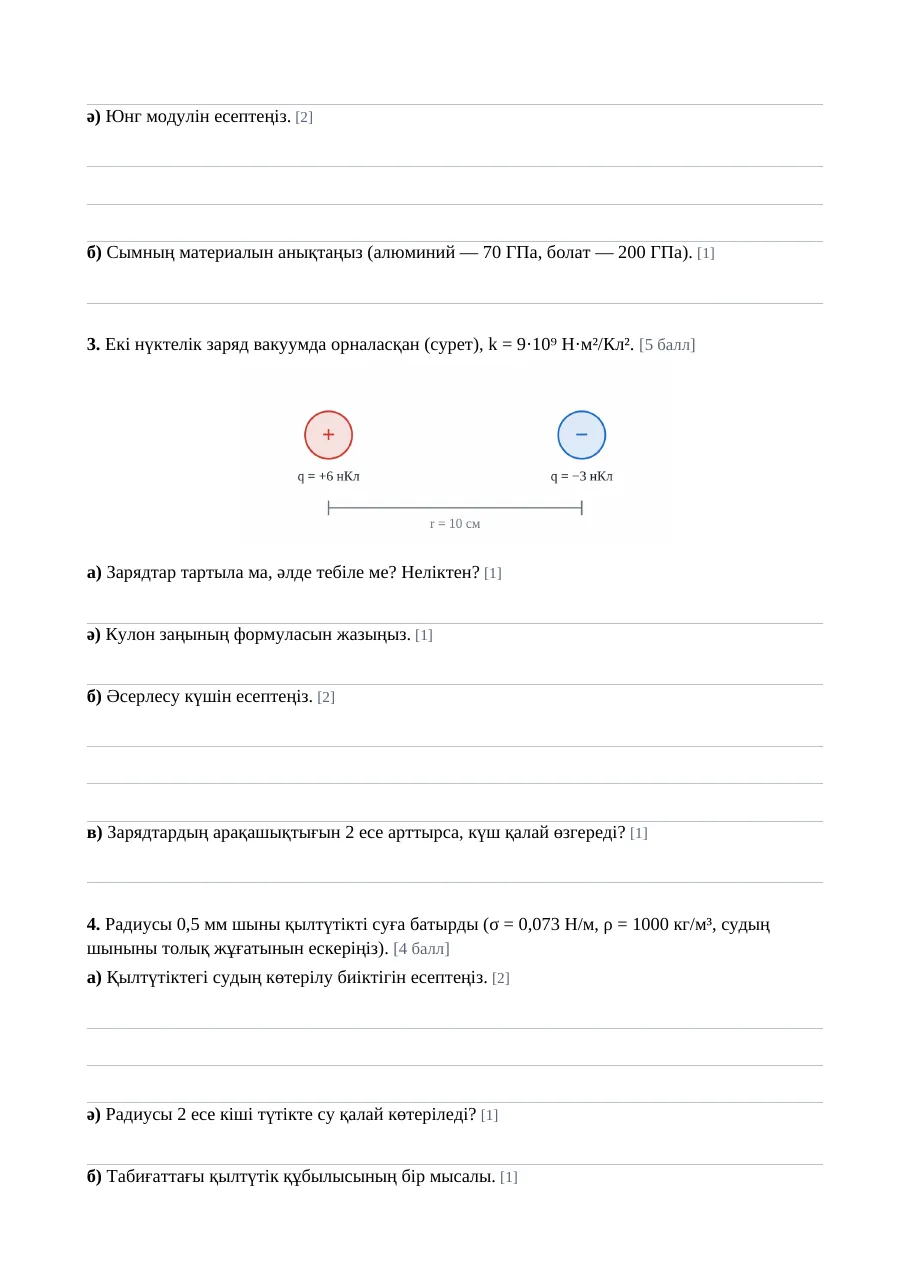 ә) Юнг модулін есептеңіз. [2]
б) Сымның материалын анықтаңыз (алюминий — 70 ГПа, болат — 200 ГПа). [1]
3. Екі нүктелік заряд вакуумда орналасқан (сурет), k = 9·10⁹ Н·м²/Кл². [5 балл]
+ −
q = +6 нКл q = −3 нКл
r = 10 см
а) Зарядтар тартыла ма, әлде тебіле ме? Неліктен? [1]
ә) Кулон заңының формуласын жазыңыз. [1]
б) Әсерлесу күшін есептеңіз. [2]
в) Зарядтардың арақашықтығын 2 есе арттырса, күш қалай өзгереді? [1]
4. Радиусы 0,5 мм шыны қылтүтікті суға батырды (σ = 0,073 Н/м, ρ = 1000 кг/м³, судың
шыныны толық жұғатынын ескеріңіз). [4 балл]
а) Қылтүтіктегі судың көтерілу биіктігін есептеңіз. [2]
ә) Радиусы 2 есе кіші түтікте су қалай көтеріледі? [1]
б) Табиғаттағы қылтүтік құбылысының бір мысалы. [1]